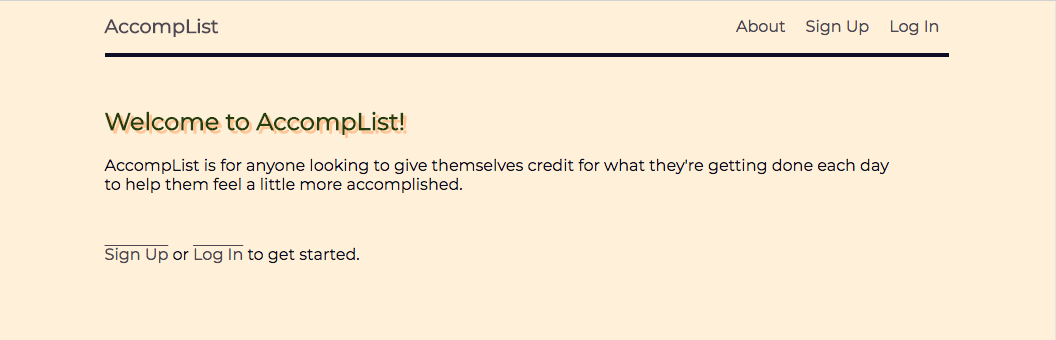 AccompList
About Sign Up Log In
Welcome to AccompList!
AccompList is for anyone looking to give themselves credit for what they're getting done each day
to help them feel a little more accomplished.
Sign Up or Log In to get started.